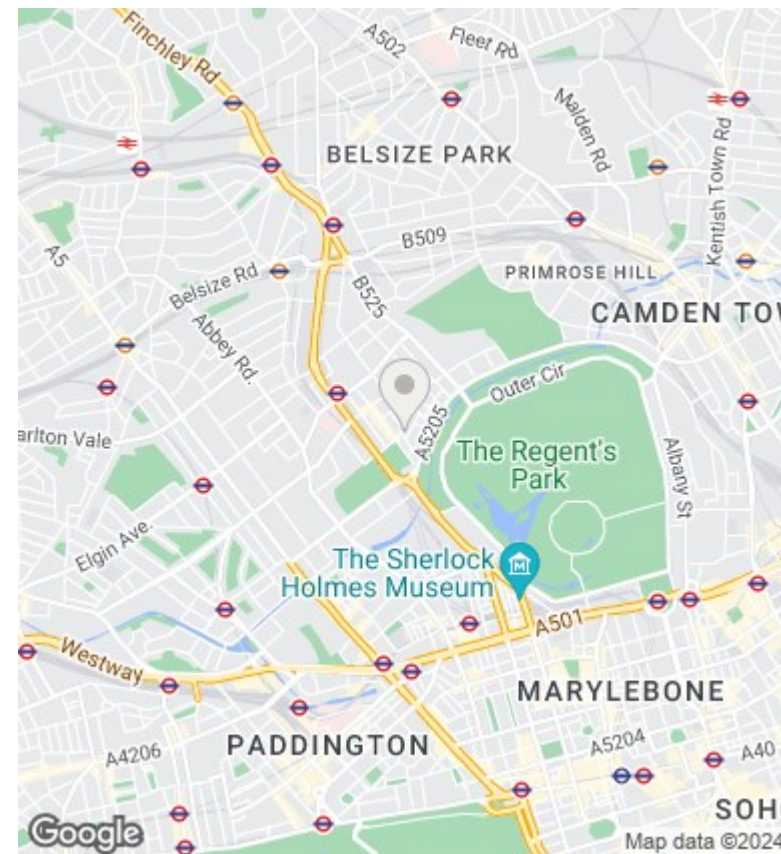 Finchley Rd
A502
Fleet Rd
Malden Rd
Kentish Town Rd
BELSIZE PARK
A5
B509
Belsize Rd
B525
PRIMROSE HILL
CAMDEN TOW
Abbey Rd.
Outer Cir
arlton Vale
A5205
The Regent's
Park
Albany St
Elgin Ave.
The Sherlock
Holmes Museum
M
A501
Westway
MARYLEBONE
A4206
PADDINGTON
A5204
A40
SOH
Google
Map data ©2024